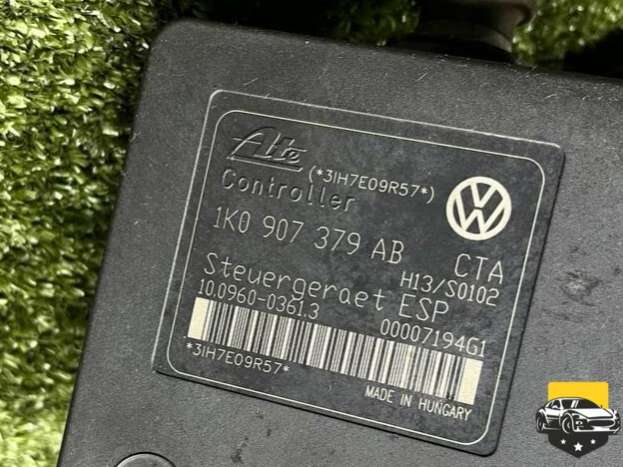 Ate (*3IH7E09R57*)
Controller
1K0 907 379 AB CTA
H13/S0102
Steuergeraet ESP
10.0960-0361.3 00007194G1
*3IH7E09R57*
MADE IN HUNGARY